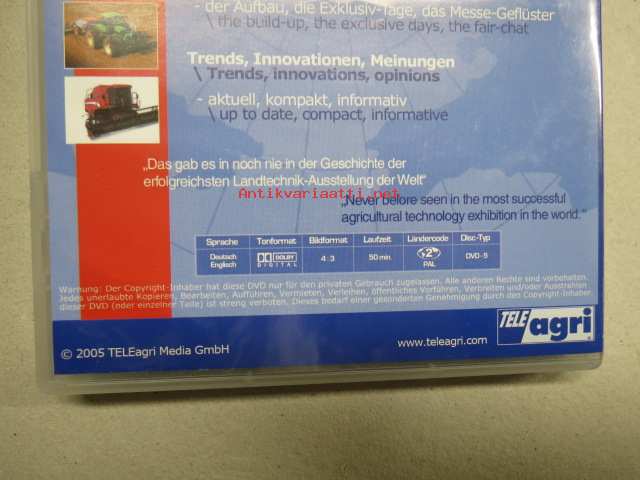 - der Aufbau, die Exklusiv-Tage, das Messe-Geflüster
\ the build-up, the exclusive days, the fair-chat
Trends, Innovationen, Meinungen
\ Trends, innovations, opinions
- aktuell, kompakt, informativ
\ up to date, compact, informative
„Das gab es in noch nie in der Geschichte der
erfolgreichsten Landtechnik-Ausstellung der Welt"
Antikvariaatti.net
„Never before seen in the most successful
agricultural technology exhibition in the world."
Sprache Tonformat Bildformat Laufzeit Ländercode Disc-Typ
Deutsch
Englisch
DOLBY
DIGITAL
4:3
50 min.
2
PAL
DVD-5
Warnung: Der Copyright-Inhaber hat diese DVD nur für den privaten Gebrauch zugelassen. Alle anderen Rechte sind vorbehalten.
Jedes unerlaubte Kopieren, Bearbeiten, Aufführen, Vermieten, Verleihen, öffentliches Vorführen, Verbreiten und/oder Ausstrahlen
dieser DVD (oder einzelner Teile) ist streng verboten. Dieses bedarf einer gesonderten Genehmigung durch den Copyright-Inhaber.
TELE
agri
© 2005 TELEagri Media GmbH
www.teleagri.com